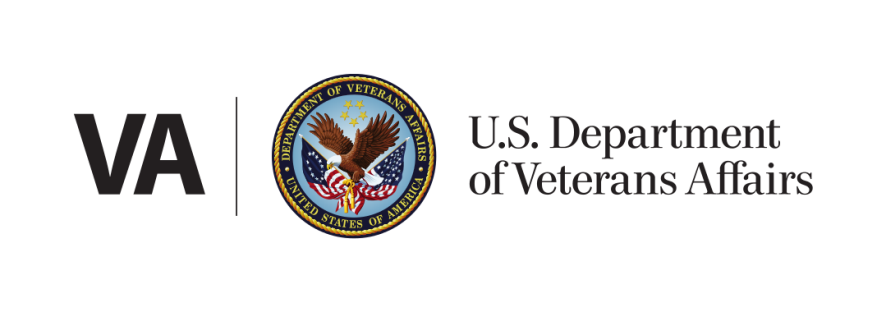 VA
DEPARTMENT OF VETERANS AFFAIRS
UNITED STATES OF AMERICA
U.S. Department
of Veterans Affairs